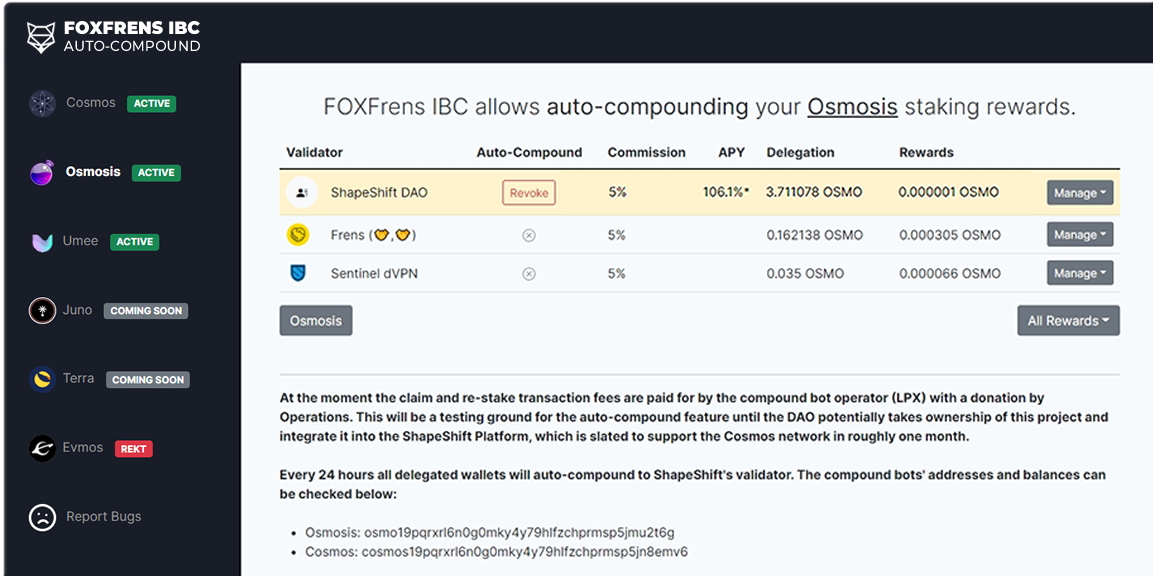 FOXFRENS IBC
AUTO-COMPOUND
Cosmos ACTIVE
Osmosis ACTIVE
Umee ACTIVE
Juno COMING SOON
Terra COMING SOON
Evmos REKT
Report Bugs
FOXFrens IBC allows auto-compounding your Osmosis staking rewards.
Validator Auto-Compound Commission APY Delegation Rewards
ShapeShift DAO Revoke 5% 106.1%* 3.711078 OSMO 0.000001 OSMO Manage
Frens (🤝,🤝) 5% 0.162138 OSMO 0.000305 OSMO Manage
Sentinel dVPN 5% 0.035 OSMO 0.000066 OSMO Manage
Osmosis All Rewards
At the moment the claim and re-stake transaction fees are paid for by the compound bot operator (LPX) with a donation by
Operations. This will be a testing ground for the auto-compound feature until the DAO potentially takes ownership of this project and
integrate it into the ShapeShift Platform, which is slated to support the Cosmos network in roughly one month.
Every 24 hours all delegated wallets will auto-compound to ShapeShift's validator. The compound bots' addresses and balances can
be checked below:
• Osmosis: osmo19pqrxrl6n0g0mky4y79hlfzchprmsp5jmu2t6g
• Cosmos: cosmos19pqrxrl6n0g0mky4y79hlfzchprmsp5jn8emv6